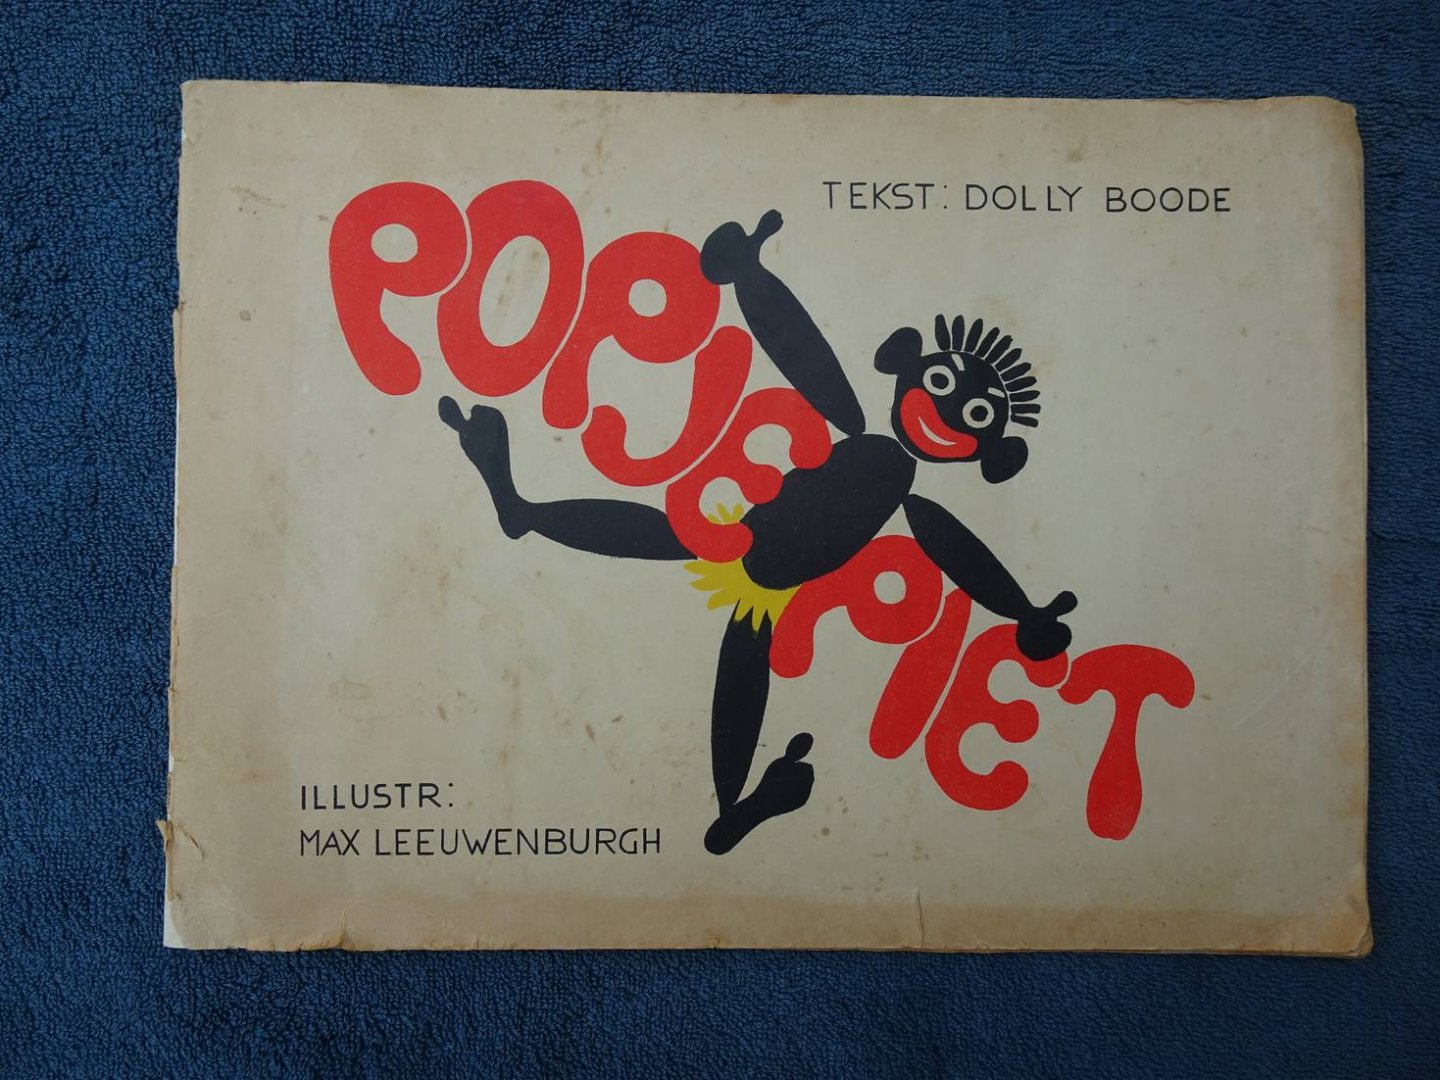 TEKST: DOLLY BOODE
POPJE
PIET
ILLUSTR:
MAX LEEUWENBURGH